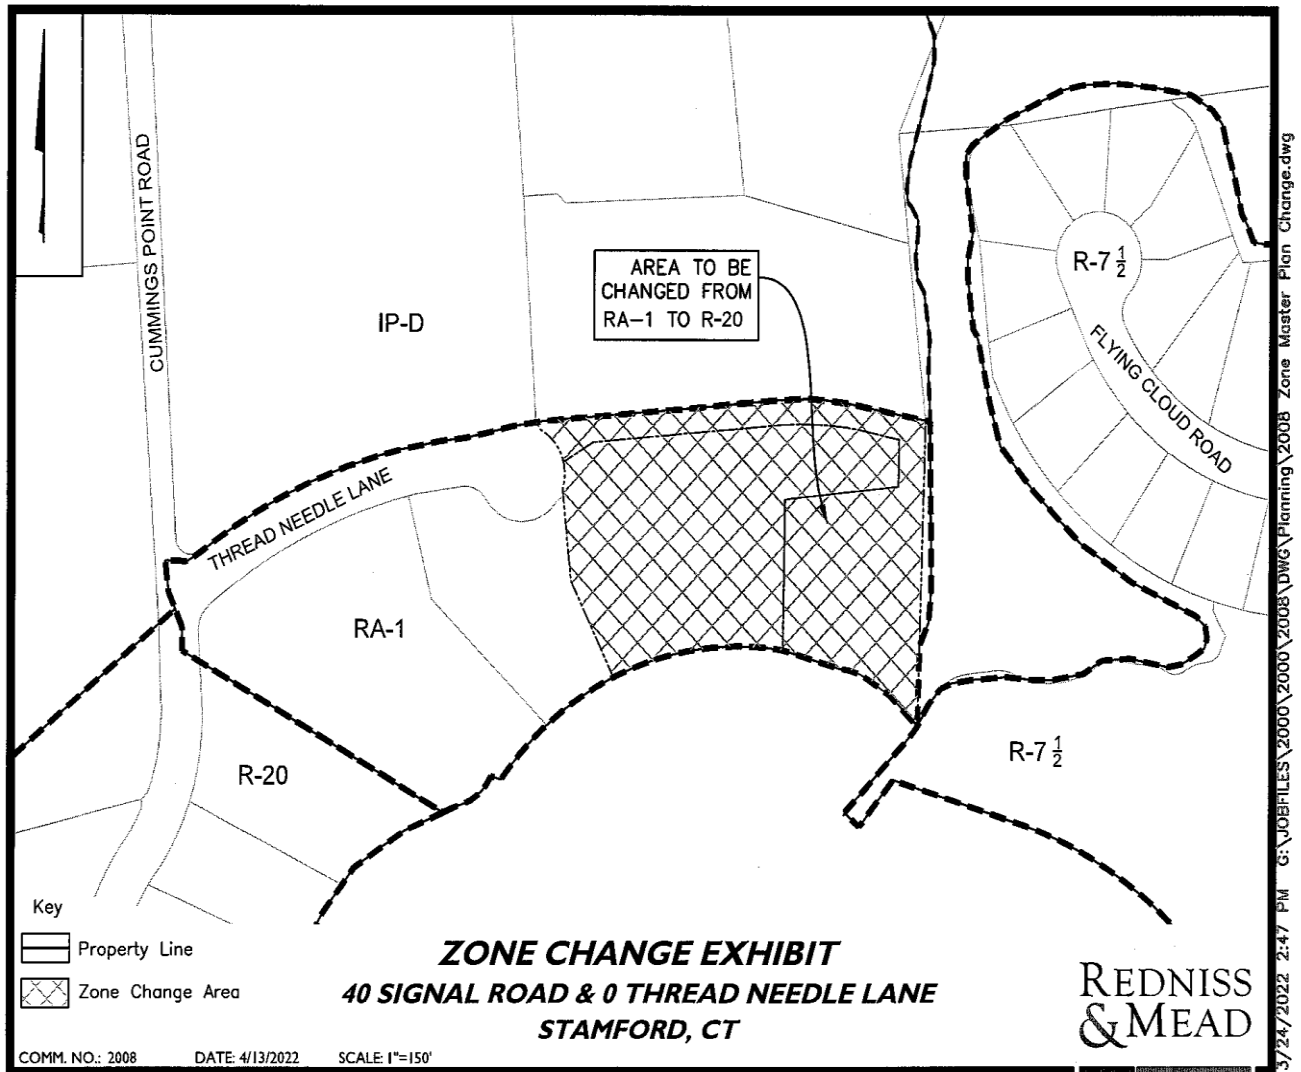 CUMMINGS POINT ROAD
IP-D
AREA TO BE
CHANGED FROM
RA-1 TO R-20
R-7 1/2
FLYING CLOUD ROAD
THREAD NEEDLE LANE
RA-1
R-20
R-7 1/2
Key
Property Line
Zone Change Area
ZONE CHANGE EXHIBIT
40 SIGNAL ROAD & 0 THREAD NEEDLE LANE
STAMFORD, CT
REDNISS
& MEAD
COMM. NO.: 2008 DATE: 4/13/2022 SCALE: 1"=150'
3/24/2022 2:47 PM G:\JOBFILES\2000\2000\2008\DWG\Planning\2008 Zone Master Plan Change.dwg